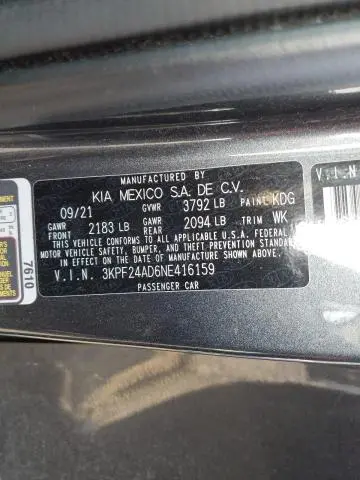 MANUFACTURED BY
KIA MEXICO S.A. DE C.V.
09/21 GVWR 3792 LB PAINT KDG
GAWR FRONT 2183 LB GAWR REAR 2094 LB TRIM WK
THIS VEHICLE CONFORMS TO ALL APPLICABLE U.S.A. FEDERAL
MOTOR VEHICLE SAFETY, BUMPER, AND THEFT PREVENTION STANDARDS
IN EFFECT ON THE DATE OF MANUFACTURE SHOWN ABOVE.
V.I.N. 3KPF24AD6NE416159
PASSENGER CAR
7610
V.I.N